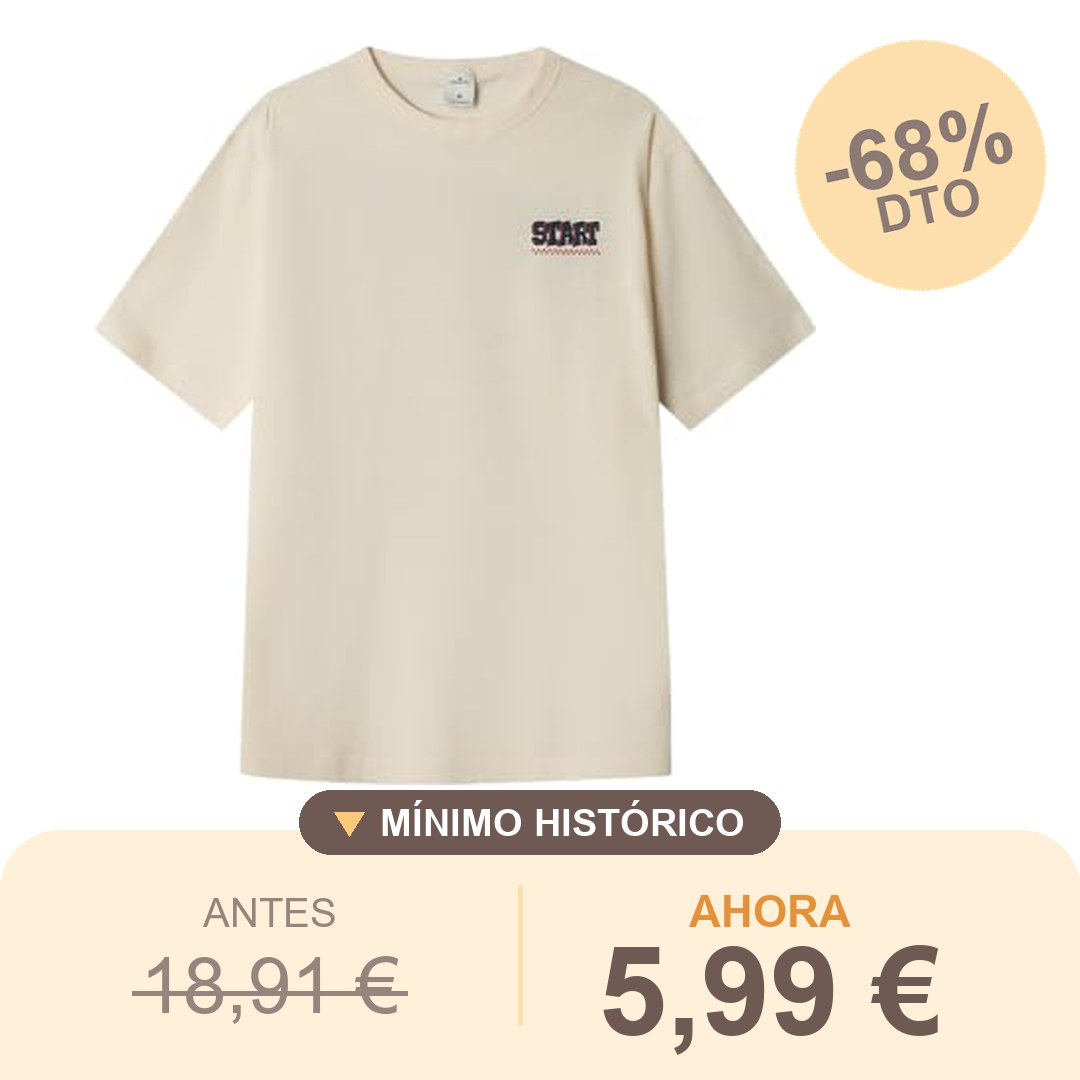 -68%
DTO
START
MÍNIMO HISTÓRICO
ANTES
18,91 €
AHORA
5,99 €